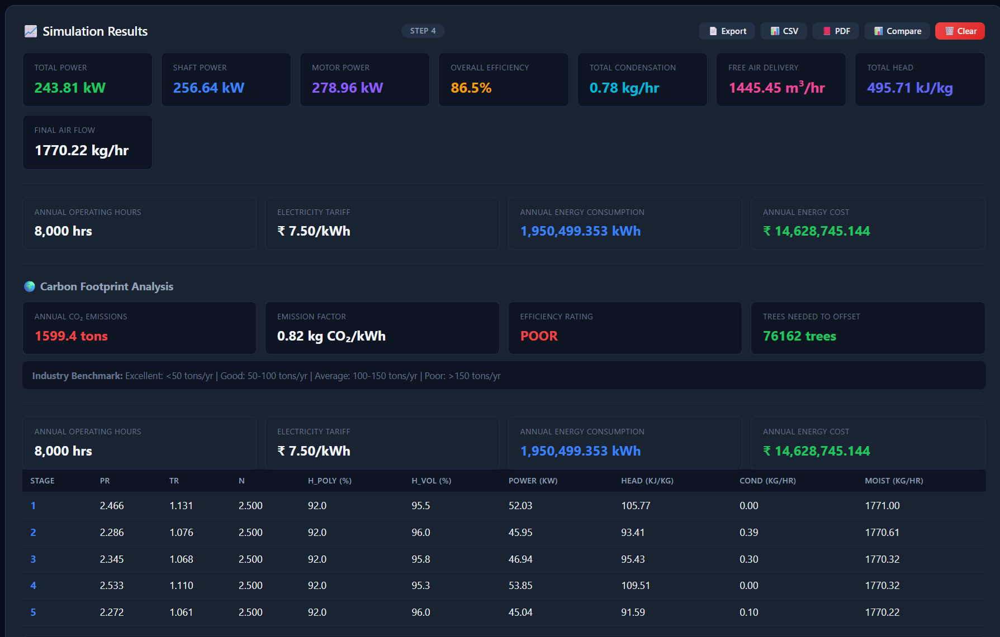 Simulation Results
STEP 4
Export
CSV
PDF
Compare
Clear
TOTAL POWER
243.81 kW
SHAFT POWER
256.64 kW
MOTOR POWER
278.96 kW
OVERALL EFFICIENCY
86.5%
TOTAL CONDENSATION
0.78 kg/hr
FREE AIR DELIVERY
1445.45 m³/hr
TOTAL HEAD
495.71 kJ/kg
FINAL AIR FLOW
1770.22 kg/hr
ANNUAL OPERATING HOURS
8,000 hrs
ELECTRICITY TARIFF
₹ 7.50/kWh
ANNUAL ENERGY CONSUMPTION
1,950,499.353 kWh
ANNUAL ENERGY COST
₹ 14,628,745.144
Carbon Footprint Analysis
ANNUAL CO₂ EMISSIONS
1599.4 tons
EMISSION FACTOR
0.82 kg CO₂/kWh
EFFICIENCY RATING
POOR
TREES NEEDED TO OFFSET
76162 trees
Industry Benchmark: Excellent: <50 tons/yr | Good: 50-100 tons/yr | Average: 100-150 tons/yr | Poor: >150 tons/yr
ANNUAL OPERATING HOURS
8,000 hrs
ELECTRICITY TARIFF
₹ 7.50/kWh
ANNUAL ENERGY CONSUMPTION
1,950,499.353 kWh
ANNUAL ENERGY COST
₹ 14,628,745.144
STAGE PR TR N H_POLY (%) H_VOL (%) POWER (KW) HEAD (KJ/KG) COND (KG/HR) MOIST (KG/HR)
1 2.466 1.131 2.500 92.0 95.5 52.03 105.77 0.00 1771.00
2 2.286 1.076 2.500 92.0 96.0 45.95 93.41 0.39 1770.61
3 2.345 1.068 2.500 92.0 95.8 46.94 95.43 0.30 1770.32
4 2.533 1.110 2.500 92.0 95.3 53.85 109.51 0.00 1770.32
5 2.272 1.061 2.500 92.0 96.0 45.04 91.59 0.10 1770.22